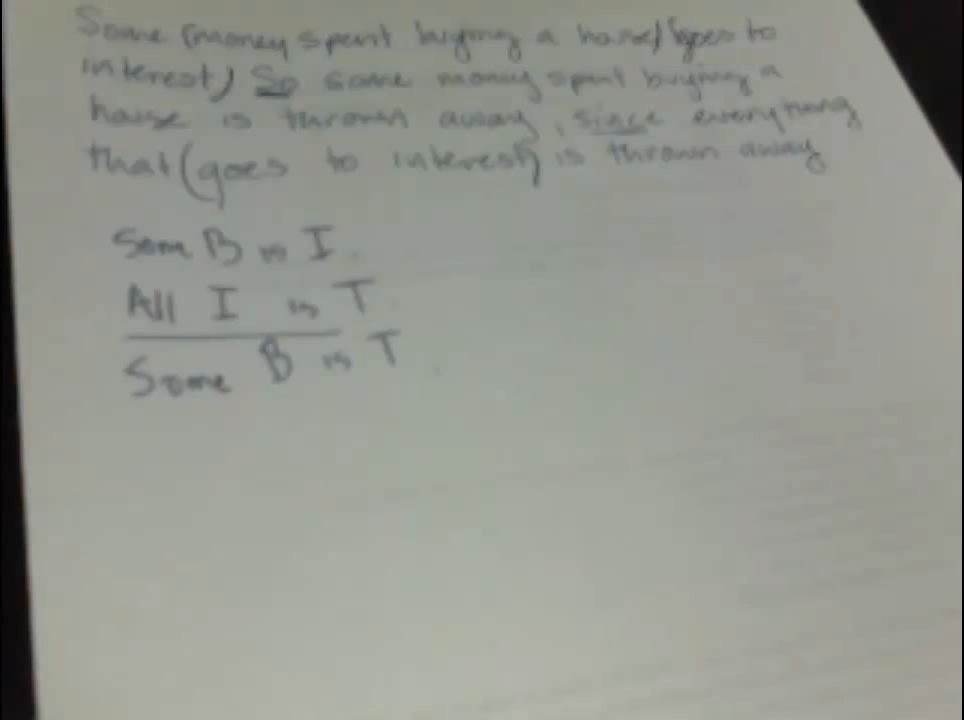 Some (money spent buying a house) (goes to
interest) So some money spent buying a
house is thrown away, since everything
that (goes to interest) is thrown away
Some B is I.
All I is T
Some B is T